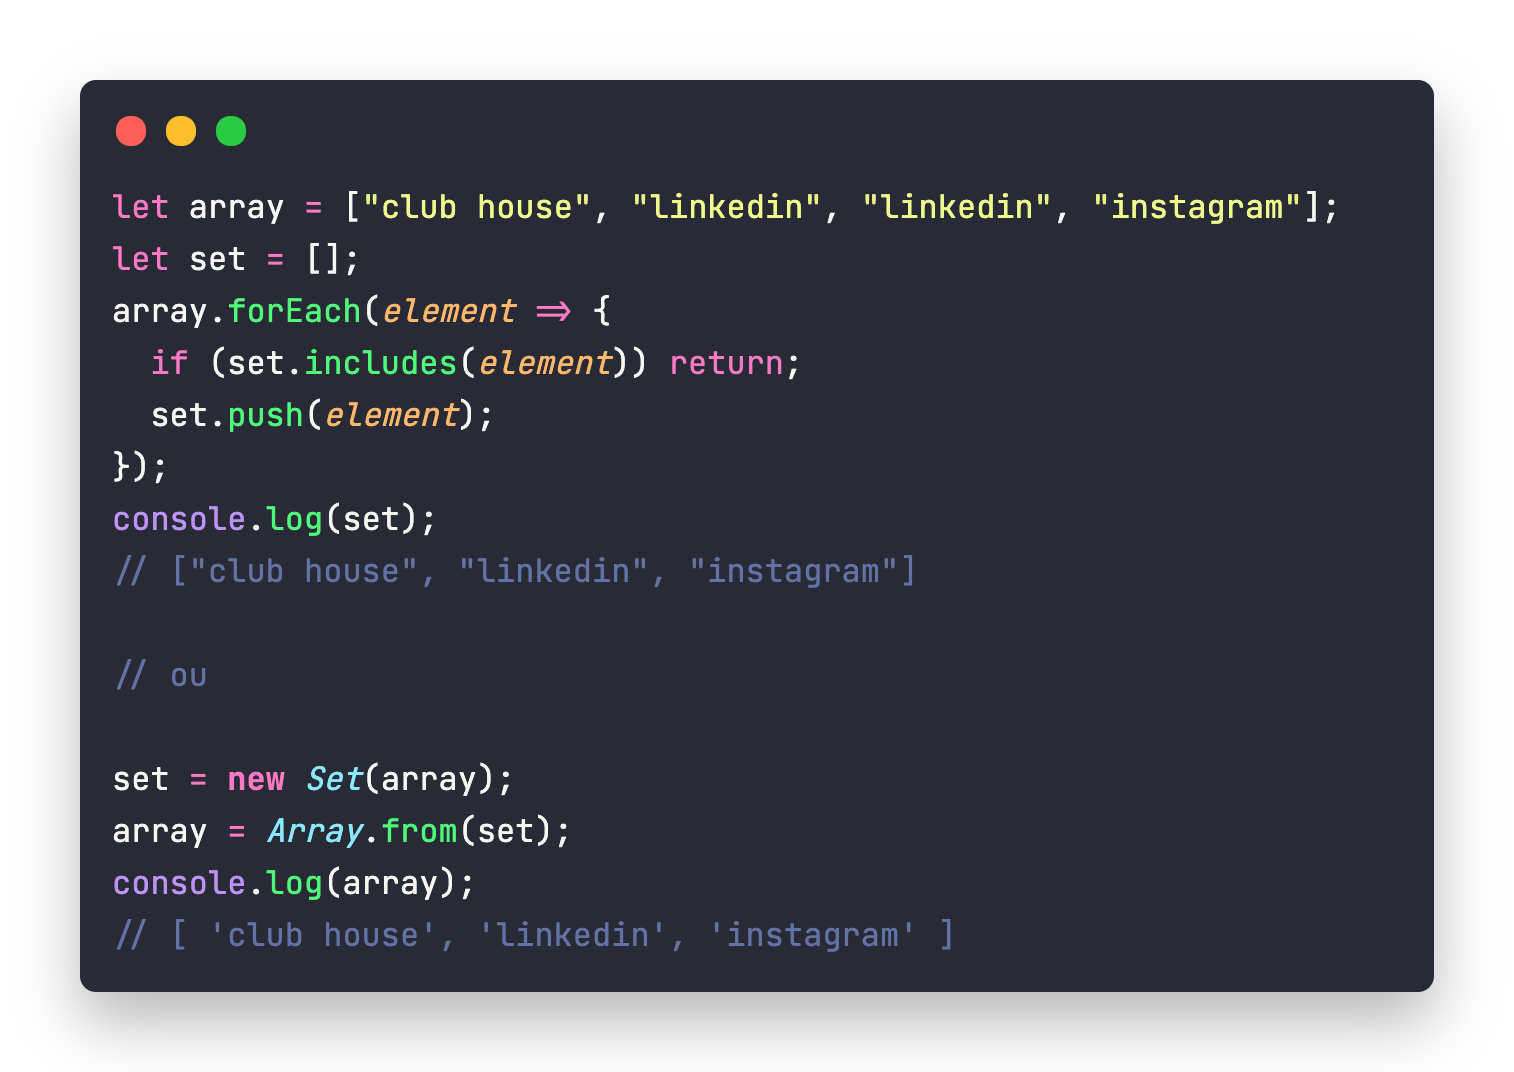 let array = ["club house", "linkedin", "linkedin", "instagram"];
let set = [];
array.forEach(element => {
  if (set.includes(element)) return;
  set.push(element);
});
console.log(set);
// ["club house", "linkedin", "instagram"]

// ou

set = new Set(array);
array = Array.from(set);
console.log(array);
// [ 'club house', 'linkedin', 'instagram' ]